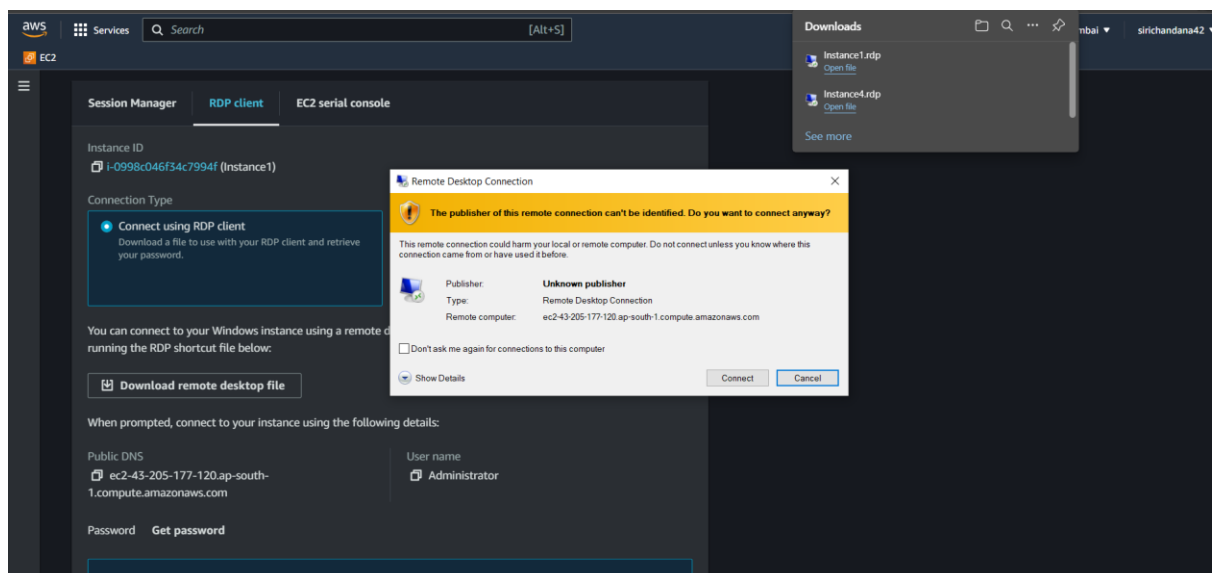 aws
Services
Search
[Alt+S]
Downloads
mbai
sirichandana42
EC2
Instance1.rdp
Open file
Instance4.rdp
Open file
See more
Session Manager
RDP client
EC2 serial console
Instance ID
i-0998c046f34c7994f (Instance1)
Connection Type
Connect using RDP client
Download a file to use with your RDP client and retrieve
your password.
Remote Desktop Connection
The publisher of this remote connection can't be identified. Do you want to connect anyway?
This remote connection could harm your local or remote computer. Do not connect unless you know where this
connection came from or have used it before.
Publisher: Unknown publisher
Type: Remote Desktop Connection
Remote computer: ec2-43-205-177-120.ap-south-1.compute.amazonaws.com
Don't ask me again for connections to this computer
Show Details
Connect
Cancel
You can connect to your Windows instance using a remote d
running the RDP shortcut file below:
Download remote desktop file
When prompted, connect to your instance using the following details:
Public DNS
ec2-43-205-177-120.ap-south-
1.compute.amazonaws.com
User name
Administrator
Password Get password